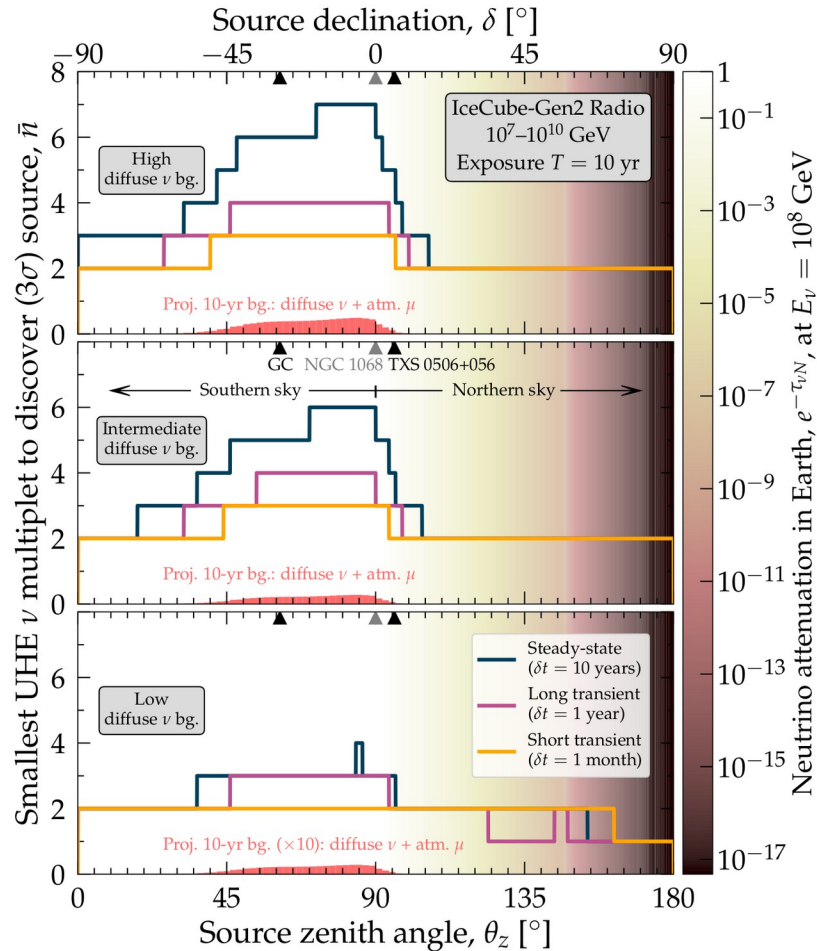 Source declination, δ [°]
−90 −45 0 45 90
Smallest UHE ν multiplet to discover (3σ) source, n̄
8
6
4
2
0
High
diffuse ν bg.
IceCube-Gen2 Radio
10⁷–10¹⁰ GeV
Exposure T = 10 yr
Proj. 10-yr bg.: diffuse ν + atm. μ
6
4
2
0
GC NGC 1068 TXS 0506+056
Southern sky Northern sky
Intermediate
diffuse ν bg.
Proj. 10-yr bg.: diffuse ν + atm. μ
6
4
2
0
Low
diffuse ν bg.
Steady-state
(δt = 10 years)
Long transient
(δt = 1 year)
Short transient
(δt = 1 month)
Proj. 10-yr bg. (×10): diffuse ν + atm. μ
0 45 90 135 180
Source zenith angle, θz [°]
1
10⁻¹
10⁻³
10⁻⁵
10⁻⁷
10⁻⁹
10⁻¹¹
10⁻¹³
10⁻¹⁵
10⁻¹⁷
Neutrino attenuation in Earth, e^{−τνN}, at Eν = 10⁸ GeV